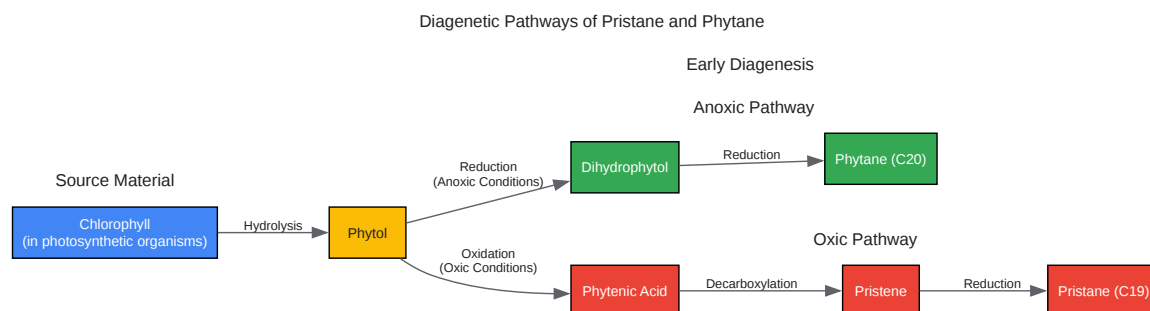 Diagenetic Pathways of Pristane and Phytane
Early Diagenesis
Anoxic Pathway
Source Material
Chlorophyll
(in photosynthetic organisms)
Hydrolysis
Phytol
Reduction
(Anoxic Conditions)
Dihydrophytol
Reduction
Phytane (C20)
Oxic Pathway
Oxidation
(Oxic Conditions)
Phytenic Acid
Decarboxylation
Pristene
Reduction
Pristane (C19)